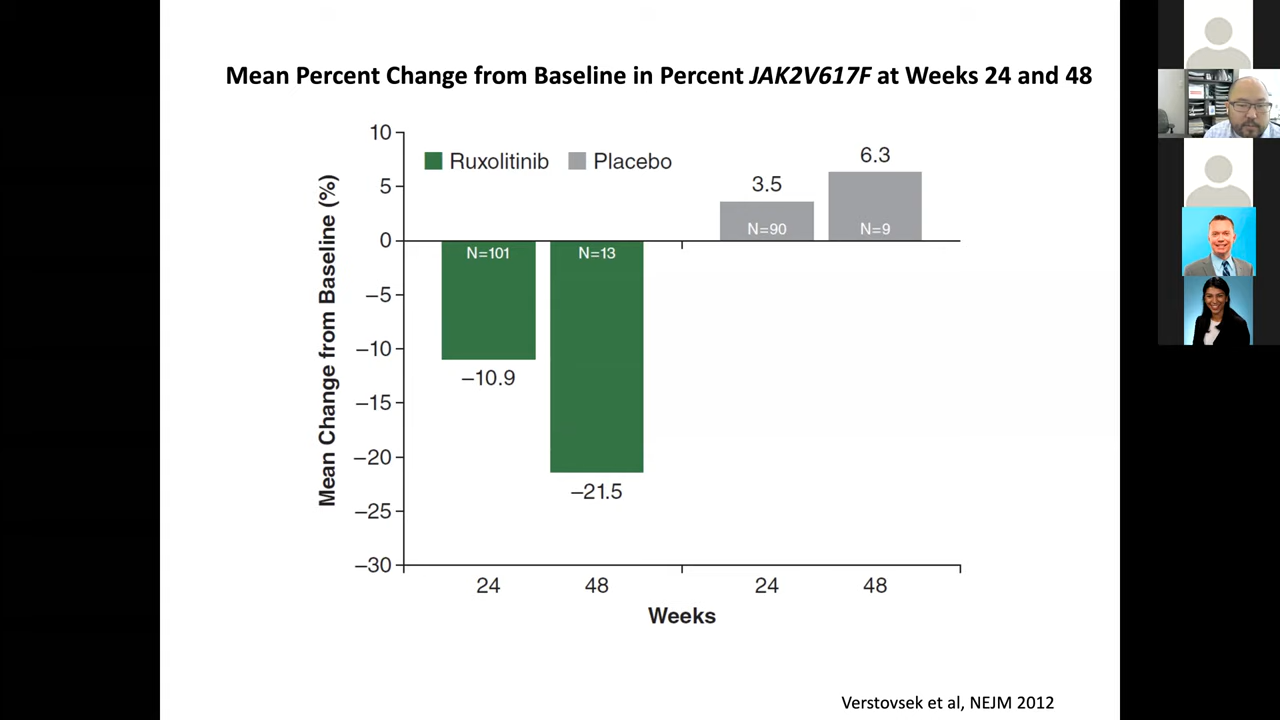 Mean Percent Change from Baseline in Percent JAK2V617F at Weeks 24 and 48
Mean Change from Baseline (%)
10
5
0
–5
–10
–15
–20
–25
–30
Ruxolitinib
Placebo
N=101
–10.9
N=13
–21.5
3.5
N=90
6.3
N=9
24
48
24
48
Weeks
Verstovsek et al, NEJM 2012